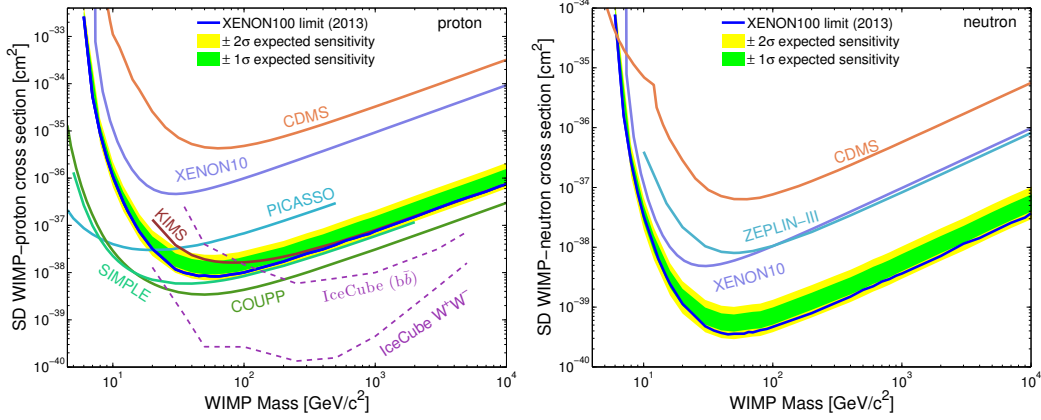 XENON100 limit (2013)
± 2σ expected sensitivity
± 1σ expected sensitivity
proton
CDMS
XENON10
PICASSO
KIMS
SIMPLE
COUPP
IceCube (bb̄)
IceCube W⁺W⁻
SD WIMP−proton cross section [cm²]
10⁻³³
10⁻³⁴
10⁻³⁵
10⁻³⁶
10⁻³⁷
10⁻³⁸
10⁻³⁹
10⁻⁴⁰
10¹
10²
10³
10⁴
WIMP Mass [GeV/c²]
XENON100 limit (2013)
± 2σ expected sensitivity
± 1σ expected sensitivity
neutron
CDMS
ZEPLIN−III
XENON10
SD WIMP−neutron cross section [cm²]
10⁻³⁴
10⁻³⁵
10⁻³⁶
10⁻³⁷
10⁻³⁸
10⁻³⁹
10⁻⁴⁰
10¹
10²
10³
10⁴
WIMP Mass [GeV/c²]